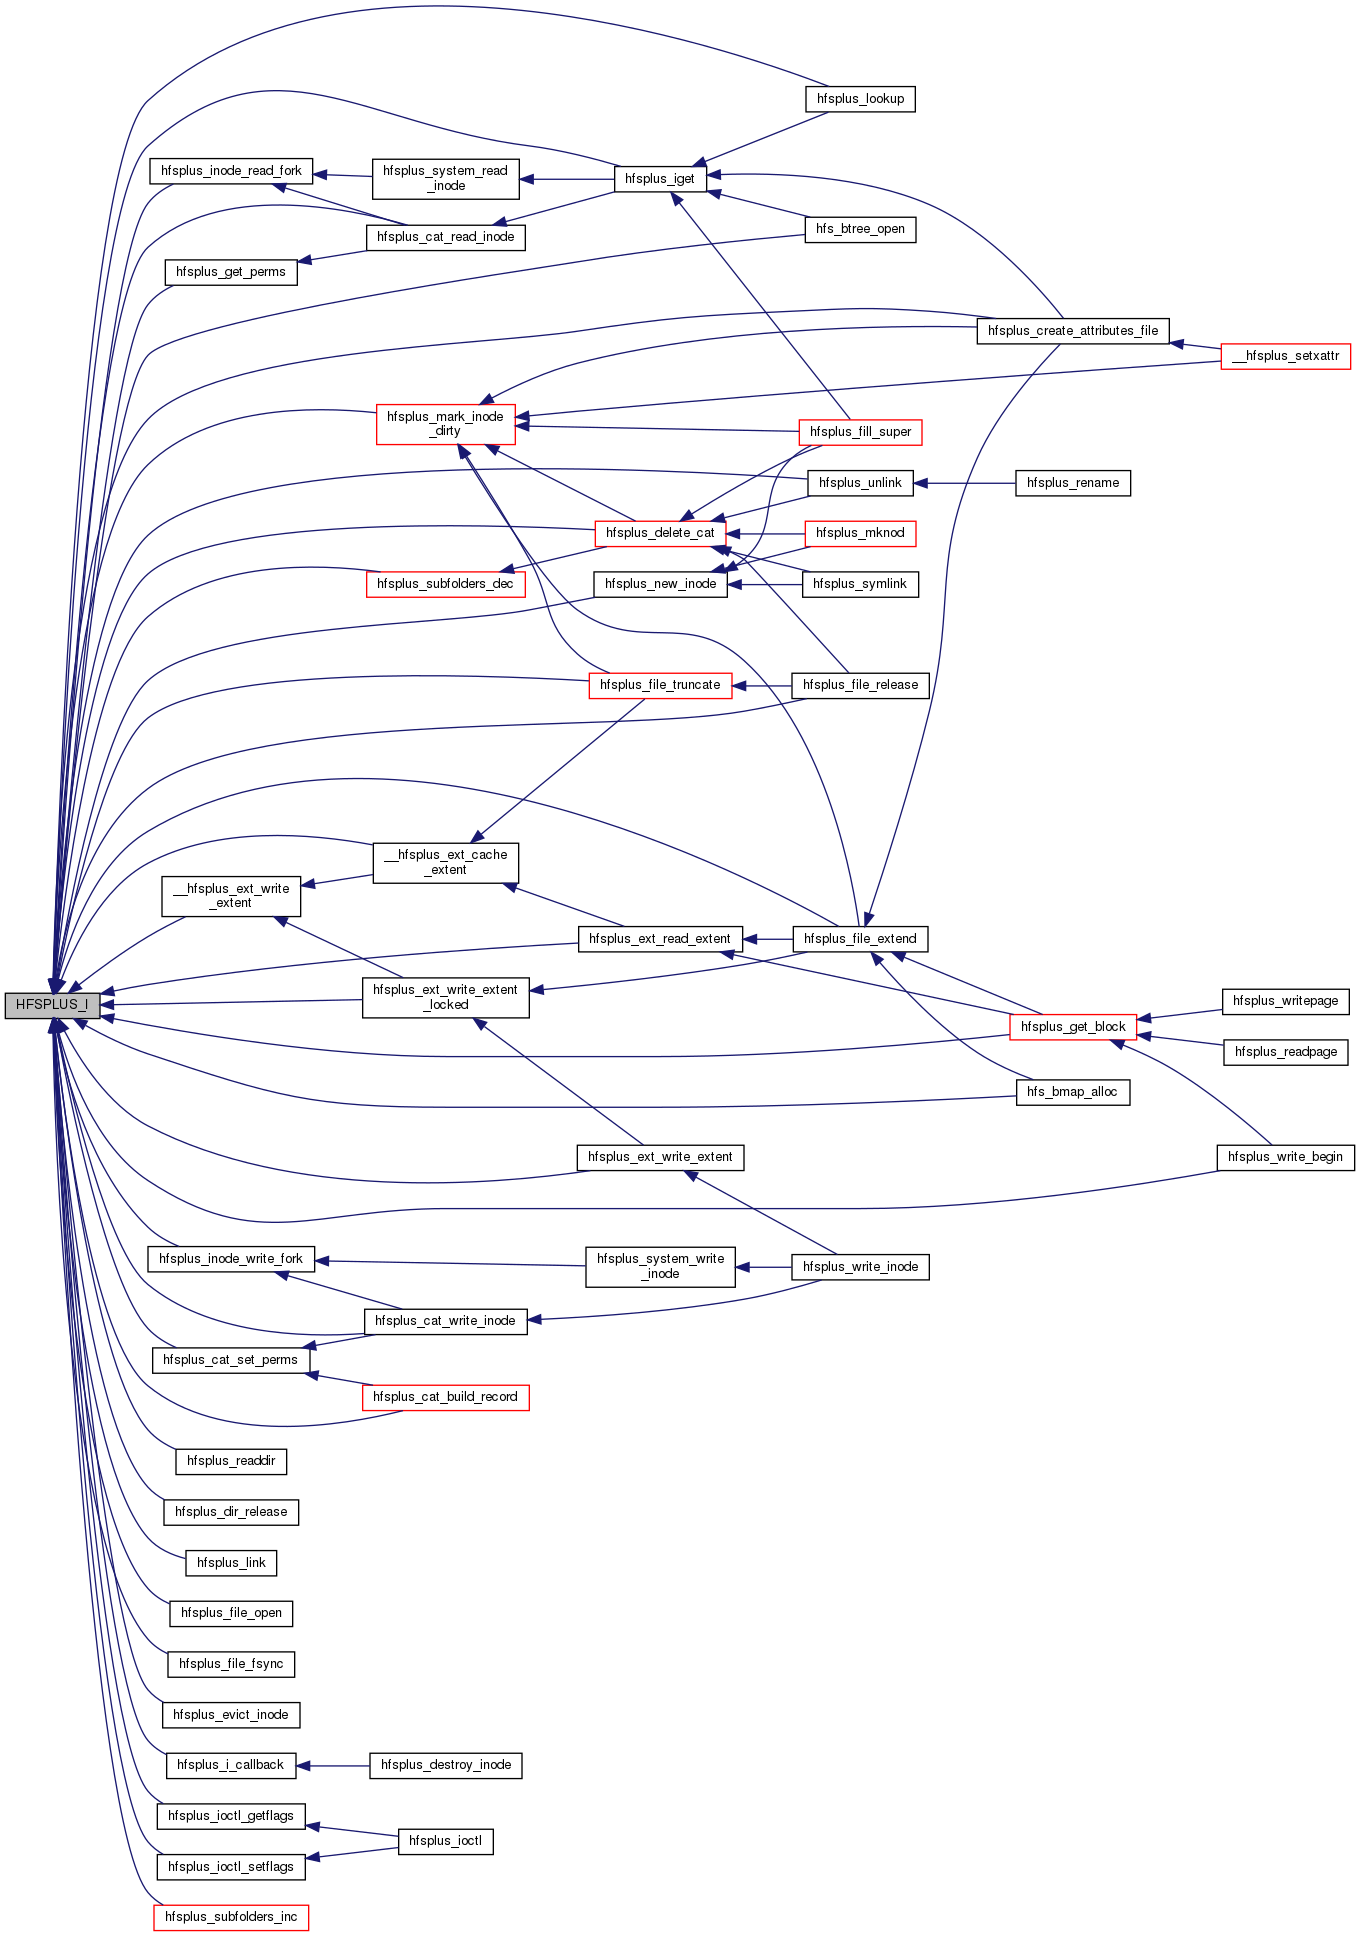 hfsplus_lookup
hfsplus_inode_read_fork
hfsplus_system_read
_inode
hfsplus_iget
hfs_btree_open
hfsplus_cat_read_inode
hfsplus_get_perms
hfsplus_create_attributes_file
__hfsplus_setxattr
hfsplus_mark_inode
_dirty
hfsplus_fill_super
hfsplus_unlink
hfsplus_rename
hfsplus_delete_cat
hfsplus_mknod
hfsplus_subfolders_dec
hfsplus_new_inode
hfsplus_symlink
hfsplus_file_truncate
hfsplus_file_release
__hfsplus_ext_cache
_extent
__hfsplus_ext_write
_extent
hfsplus_ext_read_extent
hfsplus_file_extend
HFSPLUS_I
hfsplus_ext_write_extent
_locked
hfsplus_get_block
hfsplus_writepage
hfsplus_readpage
hfs_bmap_alloc
hfsplus_ext_write_extent
hfsplus_write_begin
hfsplus_inode_write_fork
hfsplus_system_write
_inode
hfsplus_write_inode
hfsplus_cat_write_inode
hfsplus_cat_set_perms
hfsplus_cat_build_record
hfsplus_readdir
hfsplus_dir_release
hfsplus_link
hfsplus_file_open
hfsplus_file_fsync
hfsplus_evict_inode
hfsplus_i_callback
hfsplus_destroy_inode
hfsplus_ioctl_getflags
hfsplus_ioctl
hfsplus_ioctl_setflags
hfsplus_subfolders_inc